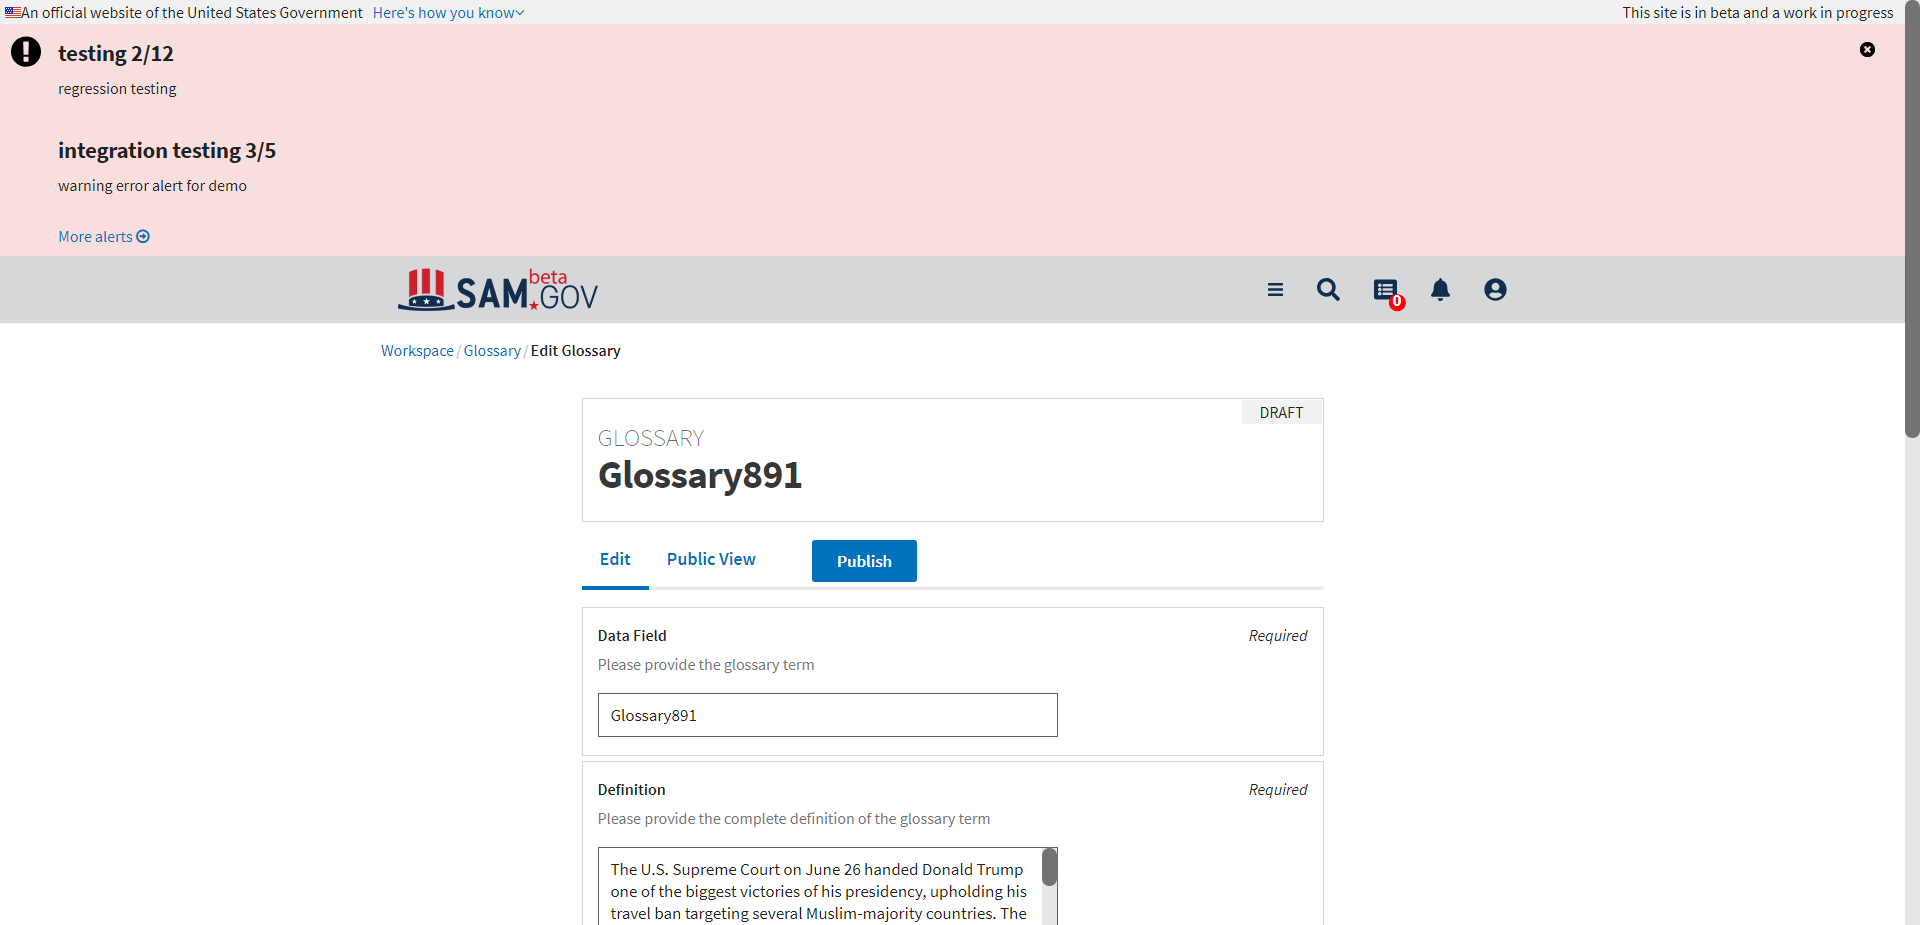 An official website of the United States Government Here's how you know
This site is in beta and a work in progress
testing 2/12
regression testing
integration testing 3/5
warning error alert for demo
More alerts
SAM.GOV beta
0
Workspace / Glossary / Edit Glossary
DRAFT
GLOSSARY
Glossary891
Edit Public View Publish
Data Field Required
Please provide the glossary term
Glossary891
Definition Required
Please provide the complete definition of the glossary term
The U.S. Supreme Court on June 26 handed Donald Trump
one of the biggest victories of his presidency, upholding his
travel ban targeting several Muslim-majority countries. The